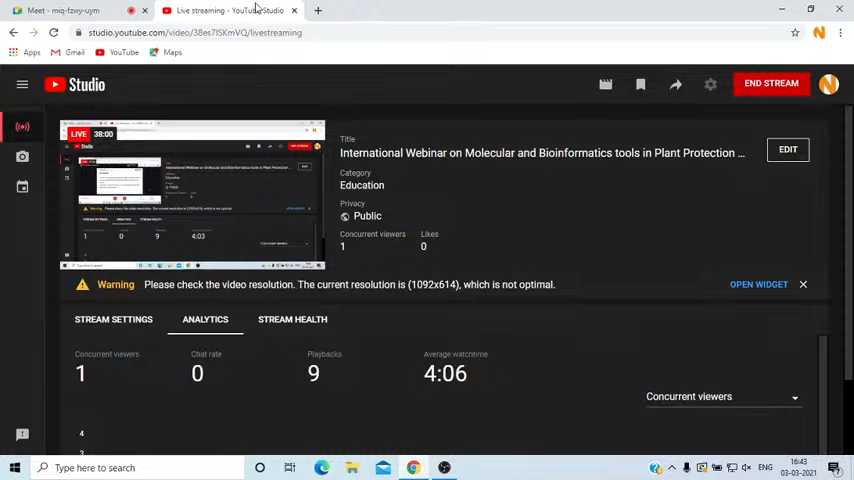 Meet - miq-fzwy-uym
Live streaming - YouTube Studio
studio.youtube.com/video/38es7ISKmVQ/livestreaming
Apps
Gmail
YouTube
Maps
Studio
END STREAM
LIVE 38:00
Title
International Webinar on Molecular and Bioinformatics tools in Plant Protection ...
EDIT
Category
Education
Privacy
Public
Concurrent viewers
Likes
1
0
Warning Please check the video resolution. The current resolution is (1092x614), which is not optimal.
OPEN WIDGET
STREAM SETTINGS
ANALYTICS
STREAM HEALTH
Concurrent viewers
Chat rate
Playbacks
Average watchtime
1
0
9
4:06
Concurrent viewers
4
3
Type here to search
ENG
16:43
03-03-2021